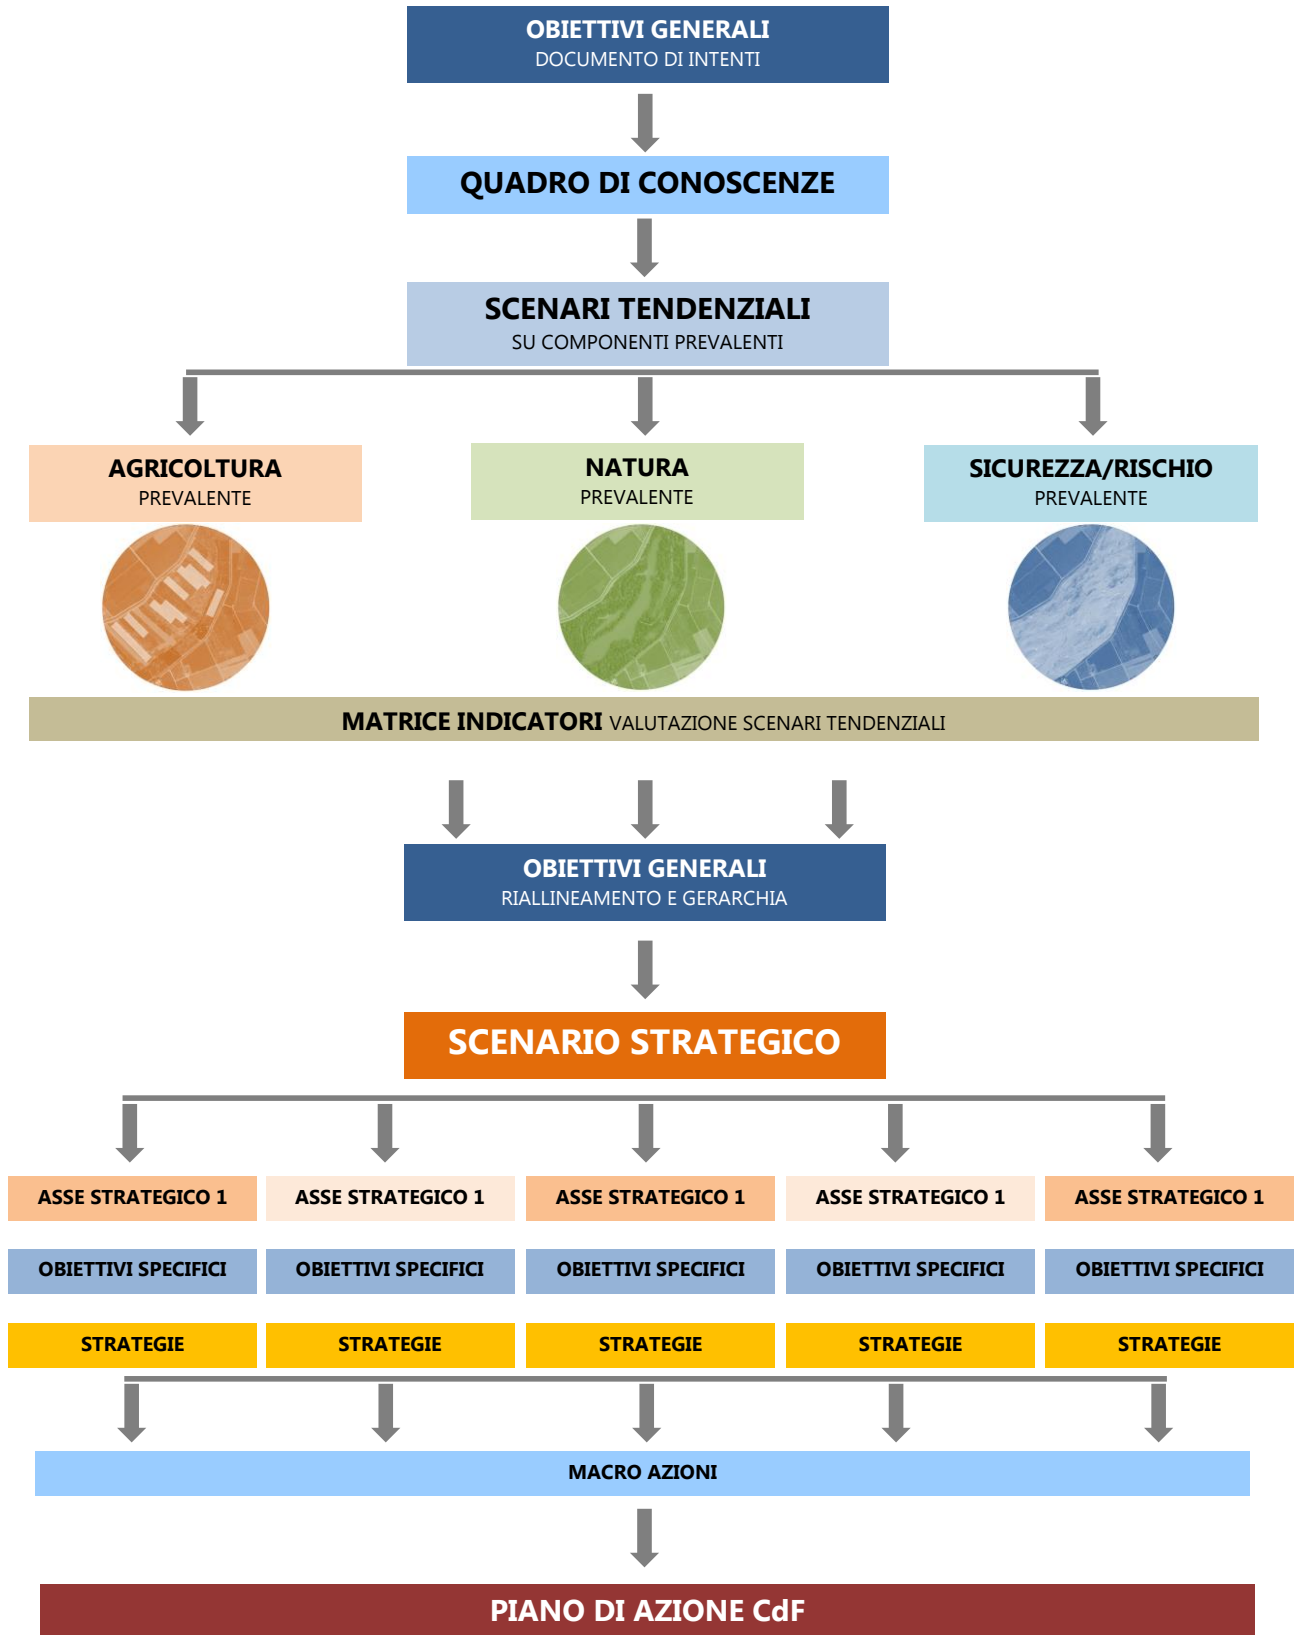 OBIETTIVI GENERALI
DOCUMENTO DI INTENTI
QUADRO DI CONOSCENZE
SCENARI TENDENZIALI
SU COMPONENTI PREVALENTI
AGRICOLTURA
PREVALENTE
NATURA
PREVALENTE
SICUREZZA/RISCHIO
PREVALENTE
MATRICE INDICATORI VALUTAZIONE SCENARI TENDENZIALI
OBIETTIVI GENERALI
RIALLINEAMENTO E GERARCHIA
SCENARIO STRATEGICO
ASSE STRATEGICO 1
ASSE STRATEGICO 1
ASSE STRATEGICO 1
ASSE STRATEGICO 1
ASSE STRATEGICO 1
OBIETTIVI SPECIFICI
OBIETTIVI SPECIFICI
OBIETTIVI SPECIFICI
OBIETTIVI SPECIFICI
OBIETTIVI SPECIFICI
STRATEGIE
STRATEGIE
STRATEGIE
STRATEGIE
STRATEGIE
MACRO AZIONI
PIANO DI AZIONE CdF